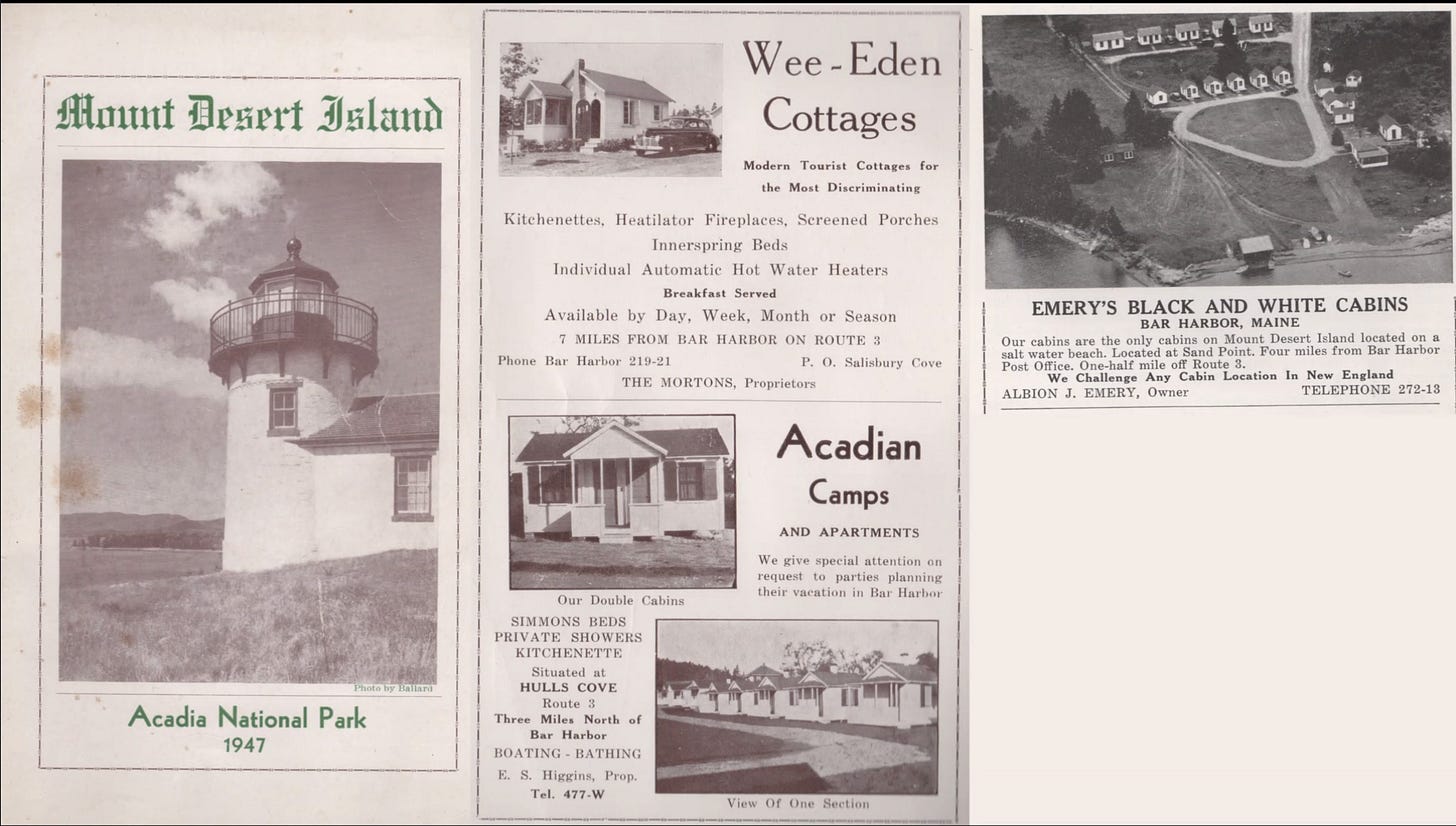 Mount Desert Island
Photo by Ballard
Acadia National Park
1947
Wee-Eden
Cottages
Modern Tourist Cottages for
the Most Discriminating
Kitchenettes, Heatilator Fireplaces, Screened Porches
Innerspring Beds
Individual Automatic Hot Water Heaters
Breakfast Served
Available by Day, Week, Month or Season
7 MILES FROM BAR HARBOR ON ROUTE 3
Phone Bar Harbor 219-21 P. O. Salisbury Cove
THE MORTONS, Proprietors
Acadian
Camps
AND APARTMENTS
We give special attention on
request to parties planning
their vacation in Bar Harbor
Our Double Cabins
SIMMONS BEDS
PRIVATE SHOWERS
KITCHENETTE
Situated at
HULLS COVE
Route 3
Three Miles North of
Bar Harbor
BOATING - BATHING
E. S. Higgins, Prop.
Tel. 477-W
View Of One Section
EMERY'S BLACK AND WHITE CABINS
BAR HARBOR, MAINE
Our cabins are the only cabins on Mount Desert Island located on a
salt water beach. Located at Sand Point. Four miles from Bar Harbor
Post Office. One-half mile off Route 3.
We Challenge Any Cabin Location In New England
ALBION J. EMERY, Owner TELEPHONE 272-13